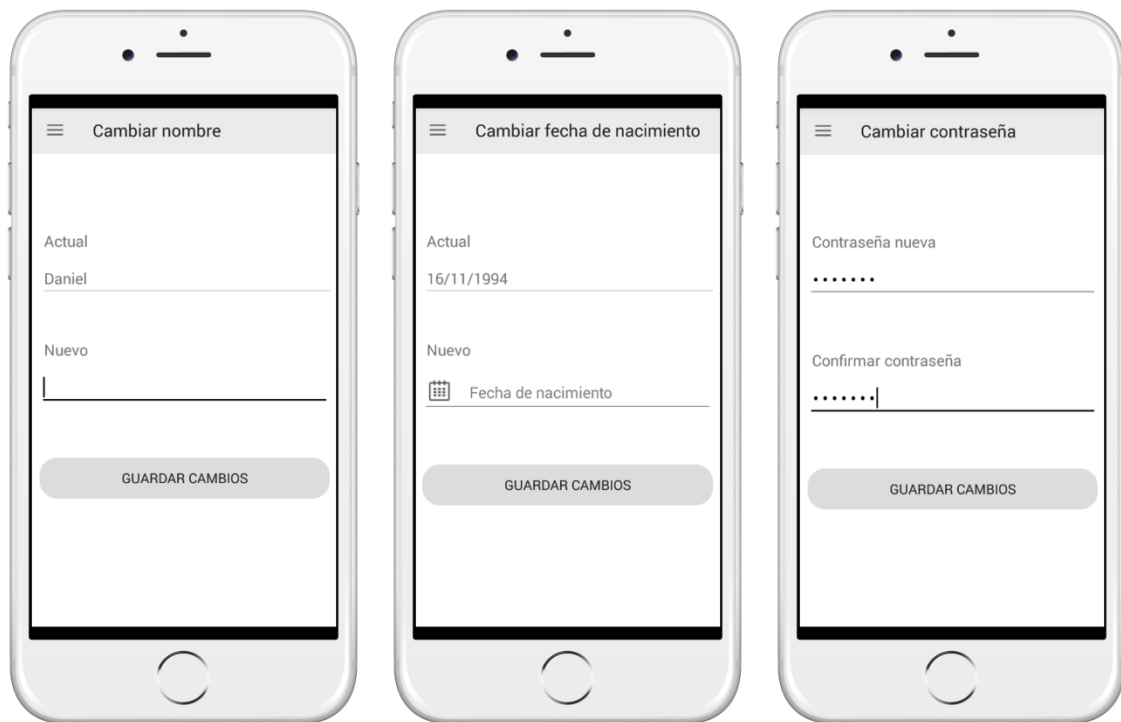 Cambiar nombre
Actual
Daniel
Nuevo
GUARDAR CAMBIOS
Cambiar fecha de nacimiento
Actual
16/11/1994
Nuevo
Fecha de nacimiento
GUARDAR CAMBIOS
Cambiar contraseña
Contraseña nueva
•••••••
Confirmar contraseña
•••••••
GUARDAR CAMBIOS